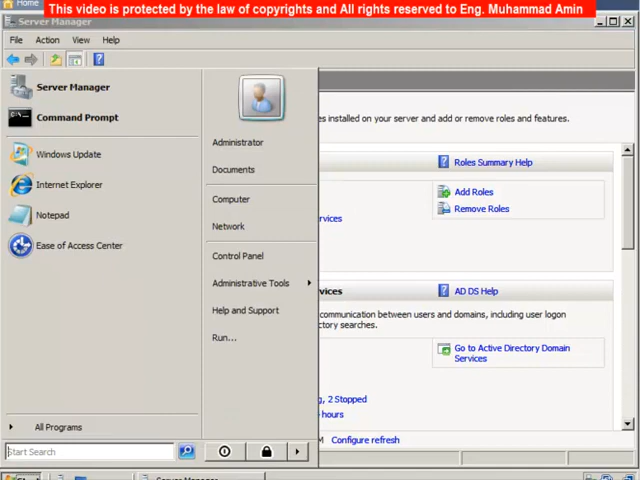 Home
This video is protected by the law of copyrights and All rights reserved to Eng. Muhammad Amin
Server Manager
File Action View Help
Server Manager
Command Prompt
Windows Update
Internet Explorer
Notepad
Ease of Access Center
All Programs
Start Search
Administrator
Documents
Computer
Network
Control Panel
Administrative Tools
Help and Support
Run...
es installed on your server and add or remove roles and features.
Roles Summary Help
Add Roles
Remove Roles
rvices
vices
AD DS Help
communication between users and domains, including user logon
ctory searches.
Go to Active Directory Domain
Services
g, 2 Stopped
hours
M Configure refresh
Server Manager